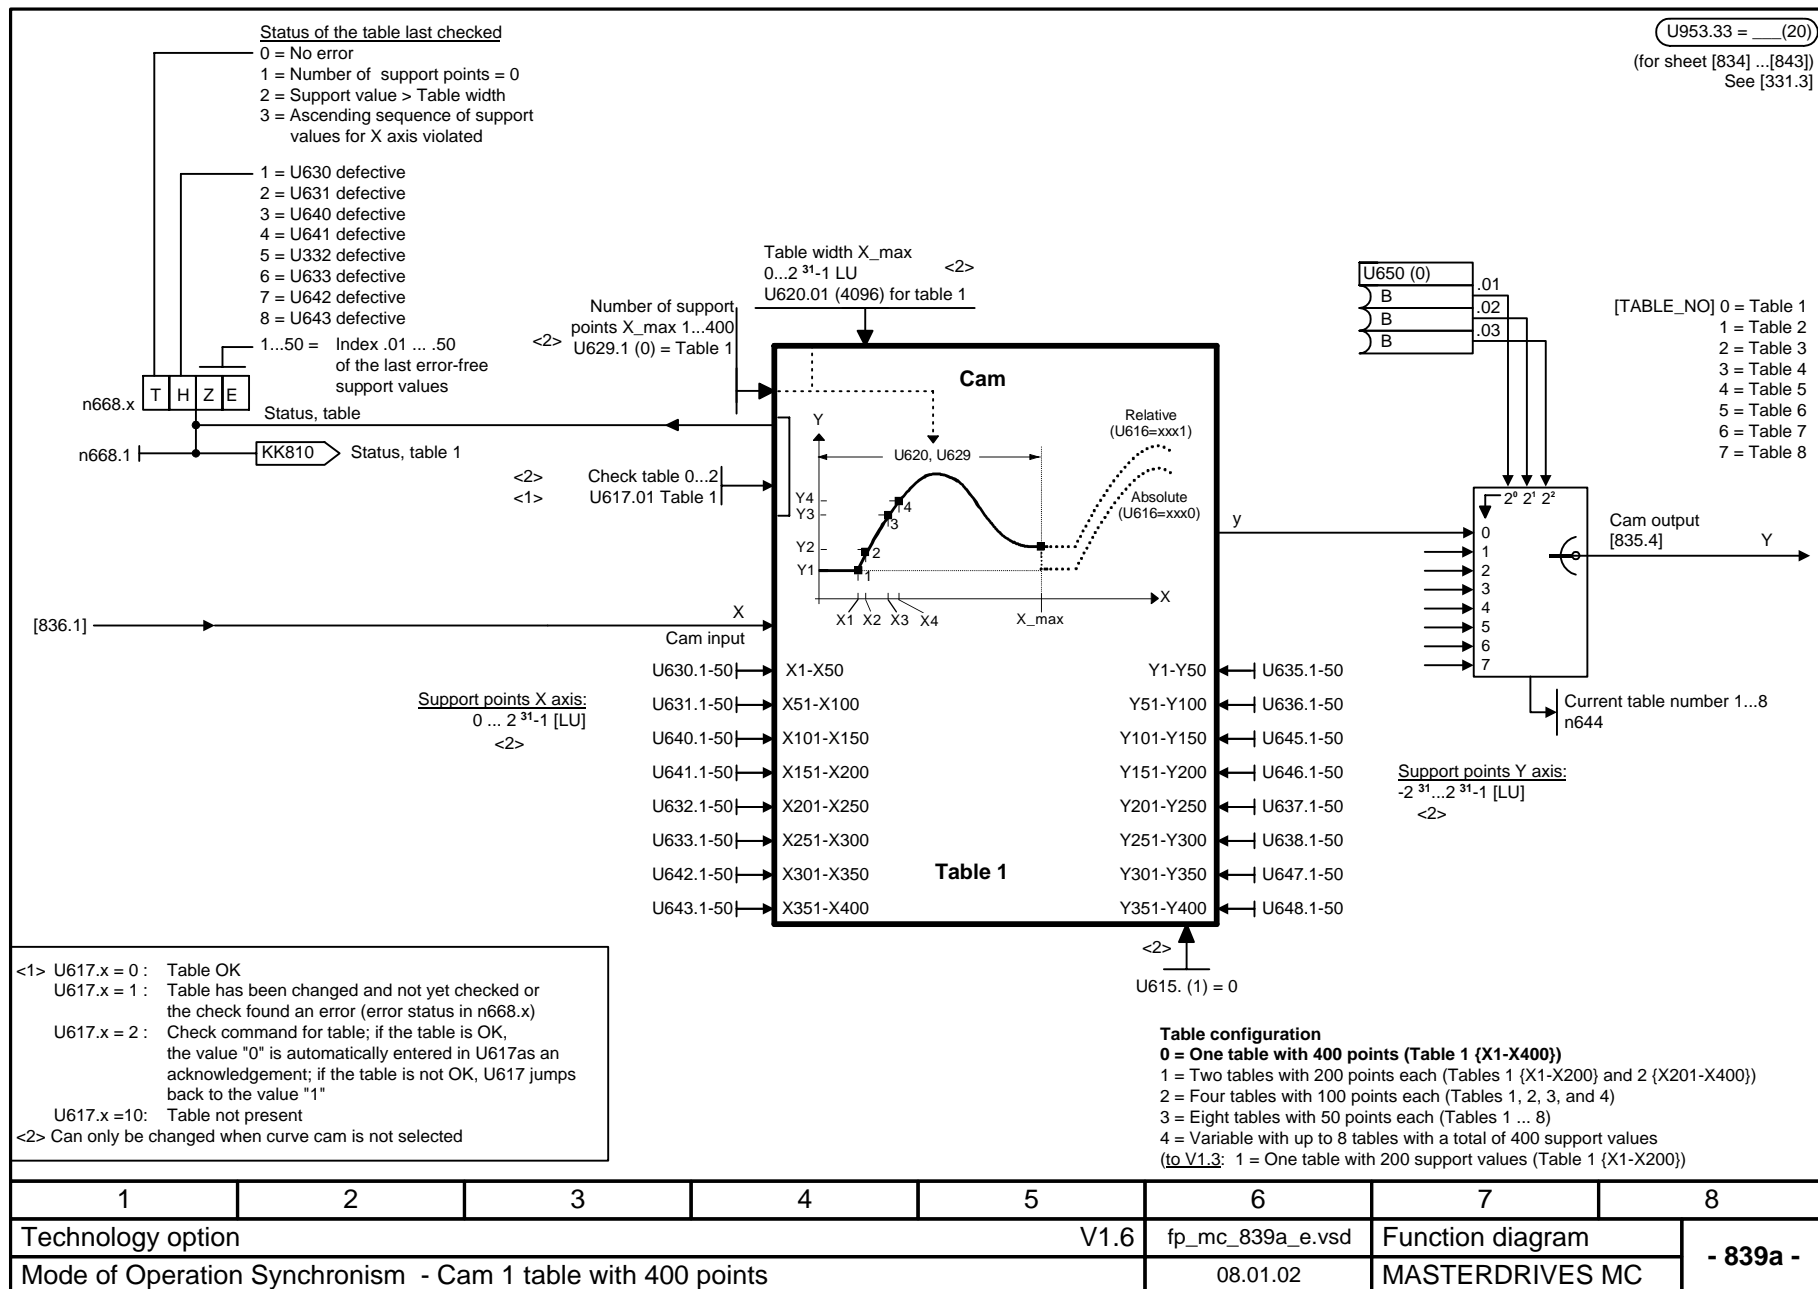 Status of the table last checked
0 = No error
1 = Number of support points = 0
2 = Support value > Table width
3 = Ascending sequence of support
values for X axis violated
U953.33 = ___(20)
(for sheet [834] ...[843])
See [331.3]
1 = U630 defective
2 = U631 defective
3 = U640 defective
4 = U641 defective
5 = U332 defective
6 = U633 defective
7 = U642 defective
8 = U643 defective
1...50 = Index .01 ... .50
of the last error-free
support values
n668.x
T H Z E
Status, table
n668.1
KK810
Status, table 1
Number of support
points X_max 1...400
<2> U629.1 (0) = Table 1
Table width X_max
0...2 31-1 LU <2>
U620.01 (4096) for table 1
<2> Check table 0...2
<1> U617.01 Table 1
Cam
Y
U620, U629
Relative
(U616=xxx1)
Absolute
(U616=xxx0)
Y4
Y3
Y2
Y1
1
2
3
4
X
X1 X2 X3 X4 X_max
[836.1]
X
Cam input
y
U650 (0)
B .01
B .02
B .03
[TABLE_NO] 0 = Table 1
1 = Table 2
2 = Table 3
3 = Table 4
4 = Table 5
5 = Table 6
6 = Table 7
7 = Table 8
2⁰ 2¹ 2²
0
1
2
3
4
5
6
7
Cam output
[835.4]
Y
Current table number 1...8
n644
Support points X axis:
0 ... 2 31-1 [LU]
<2>
U630.1-50 X1-X50 Y1-Y50 U635.1-50
U631.1-50 X51-X100 Y51-Y100 U636.1-50
U640.1-50 X101-X150 Y101-Y150 U645.1-50
U641.1-50 X151-X200 Y151-Y200 U646.1-50
U632.1-50 X201-X250 Y201-Y250 U637.1-50
U633.1-50 X251-X300 Y251-Y300 U638.1-50
U642.1-50 X301-X350 Table 1 Y301-Y350 U647.1-50
U643.1-50 X351-X400 Y351-Y400 U648.1-50
Support points Y axis:
-2 31...2 31-1 [LU]
<2>
<2>
U615. (1) = 0
<1> U617.x = 0 : Table OK
U617.x = 1 : Table has been changed and not yet checked or
the check found an error (error status in n668.x)
U617.x = 2 : Check command for table; if the table is OK,
the value "0" is automatically entered in U617as an
acknowledgement; if the table is not OK, U617 jumps
back to the value "1"
U617.x =10: Table not present
<2> Can only be changed when curve cam is not selected
Table configuration
0 = One table with 400 points (Table 1 {X1-X400})
1 = Two tables with 200 points each (Tables 1 {X1-X200} and 2 {X201-X400})
2 = Four tables with 100 points each (Tables 1, 2, 3, and 4)
3 = Eight tables with 50 points each (Tables 1 ... 8)
4 = Variable with up to 8 tables with a total of 400 support values
(to V1.3: 1 = One table with 200 support values (Table 1 {X1-X200})
1 2 3 4 5 6 7 8
Technology option V1.6 fp_mc_839a_e.vsd Function diagram
- 839a -
Mode of Operation Synchronism - Cam 1 table with 400 points 08.01.02 MASTERDRIVES MC